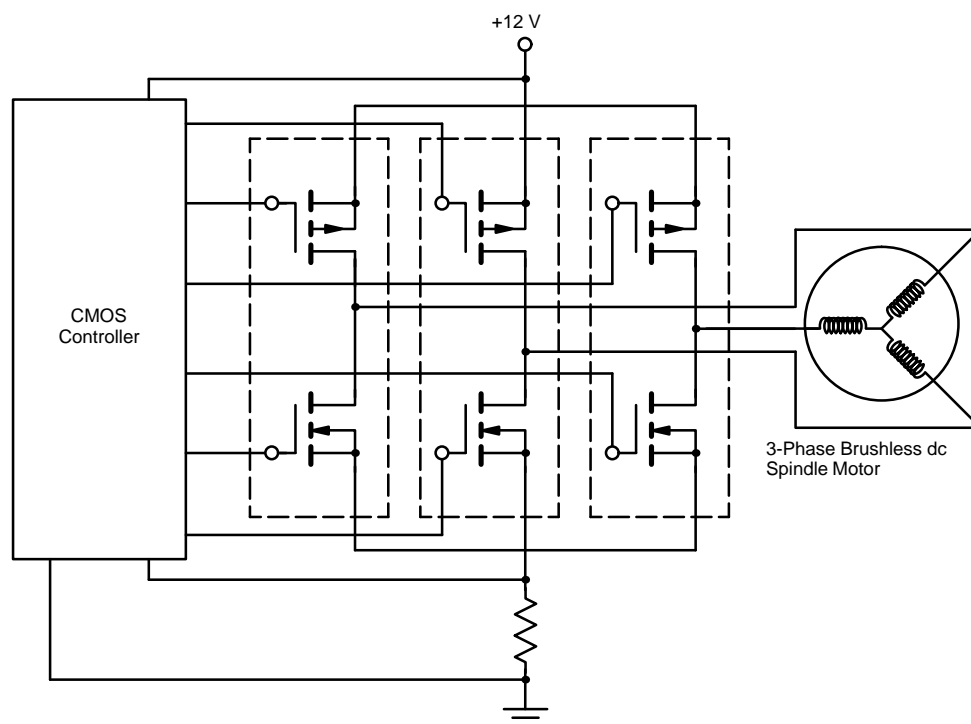 +12 V
CMOS
Controller
3-Phase Brushless dc
Spindle Motor